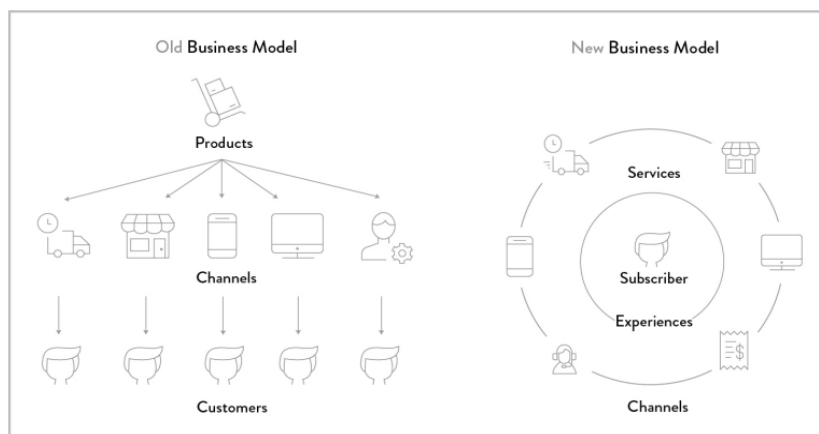 Old Business Model
Products
Channels
Customers
New Business Model
Services
Subscriber
Experiences
$
Channels